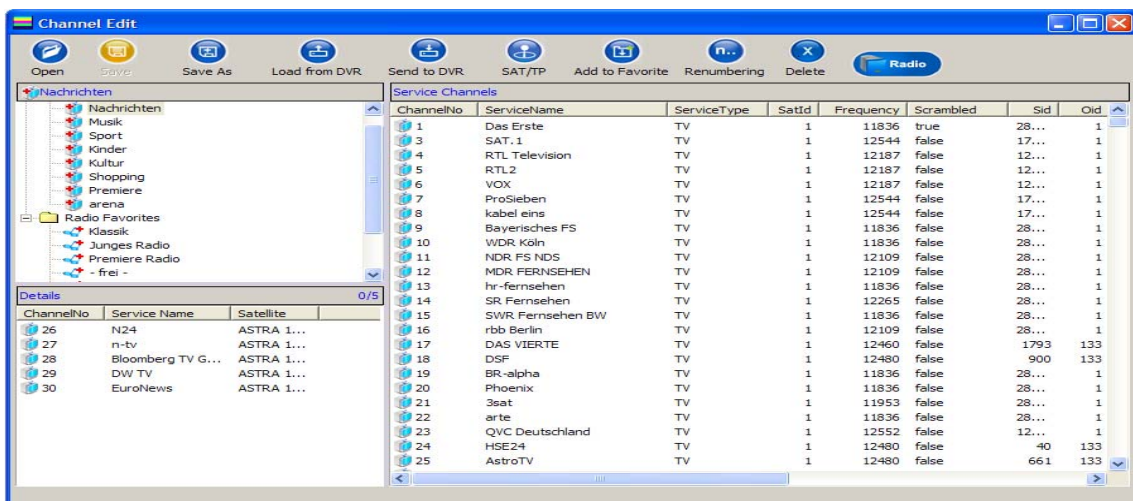 Channel Edit
Open Save Save As Load from DVR Send to DVR SAT/TP Add to Favorite Renumbering Delete Radio
n..
Nachrichten
Nachrichten
Musik
Sport
Kinder
Kultur
Shopping
Premiere
arena
Radio Favorites
Klassik
Junges Radio
Premiere Radio
- frei -
Details 0/5
ChannelNo Service Name Satellite
26 N24 ASTRA 1...
27 n-tv ASTRA 1...
28 Bloomberg TV G... ASTRA 1...
29 DW TV ASTRA 1...
30 EuroNews ASTRA 1...
Service Channels
ChannelNo ServiceName ServiceType SatId Frequency Scrambled Sid Oid
1 Das Erste TV 1 11836 true 28... 1
3 SAT.1 TV 1 12544 false 17... 1
4 RTL Television TV 1 12187 false 12... 1
5 RTL2 TV 1 12187 false 12... 1
6 VOX TV 1 12187 false 12... 1
7 ProSieben TV 1 12544 false 17... 1
8 kabel eins TV 1 12544 false 17... 1
9 Bayerisches FS TV 1 11836 false 28... 1
10 WDR Köln TV 1 11836 false 28... 1
11 NDR FS NDS TV 1 12109 false 28... 1
12 MDR FERNSEHEN TV 1 12109 false 28... 1
13 hr-fernsehen TV 1 11836 false 28... 1
14 SR Fernsehen TV 1 12265 false 28... 1
15 SWR Fernsehen BW TV 1 11836 false 28... 1
16 rbb Berlin TV 1 12109 false 28... 1
17 DAS VIERTE TV 1 12460 false 1793 133
18 DSF TV 1 12480 false 900 133
19 BR-alpha TV 1 11836 false 28... 1
20 Phoenix TV 1 11836 false 28... 1
21 3sat TV 1 11953 false 28... 1
22 arte TV 1 11836 false 28... 1
23 QVC Deutschland TV 1 12552 false 12... 1
24 HSE24 TV 1 12480 false 40 133
25 AstroTV TV 1 12480 false 661 133